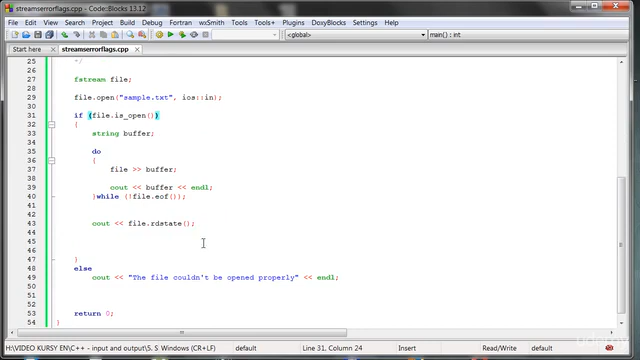 streamserrorflags.cpp - Code::Blocks 13.12
File Edit View Search Project Build Debug Fortran wxSmith Tools Tools+ Plugins DoxyBlocks Settings Help
<global> main() : int
Start here streamserrorflags.cpp
25 */
26
27 fstream file;
28
29 file.open("sample.txt", ios::in);
30
31 if (file.is_open())
32 {
33 string buffer;
34
35 do
36 {
37 file >> buffer;
38
39 cout << buffer << endl;
40 }while (!file.eof());
41
42
43 cout << file.rdstate();
44
45
46
47 }
48 else
49 cout << "The file couldn't be opened properly" << endl;
50
51
52
53 return 0;
54 }
H:\VIDEO KURSY EN\C++ - input and output\5. S Windows (CR+LF) default Line 31, Column 24 Insert Read/Write default